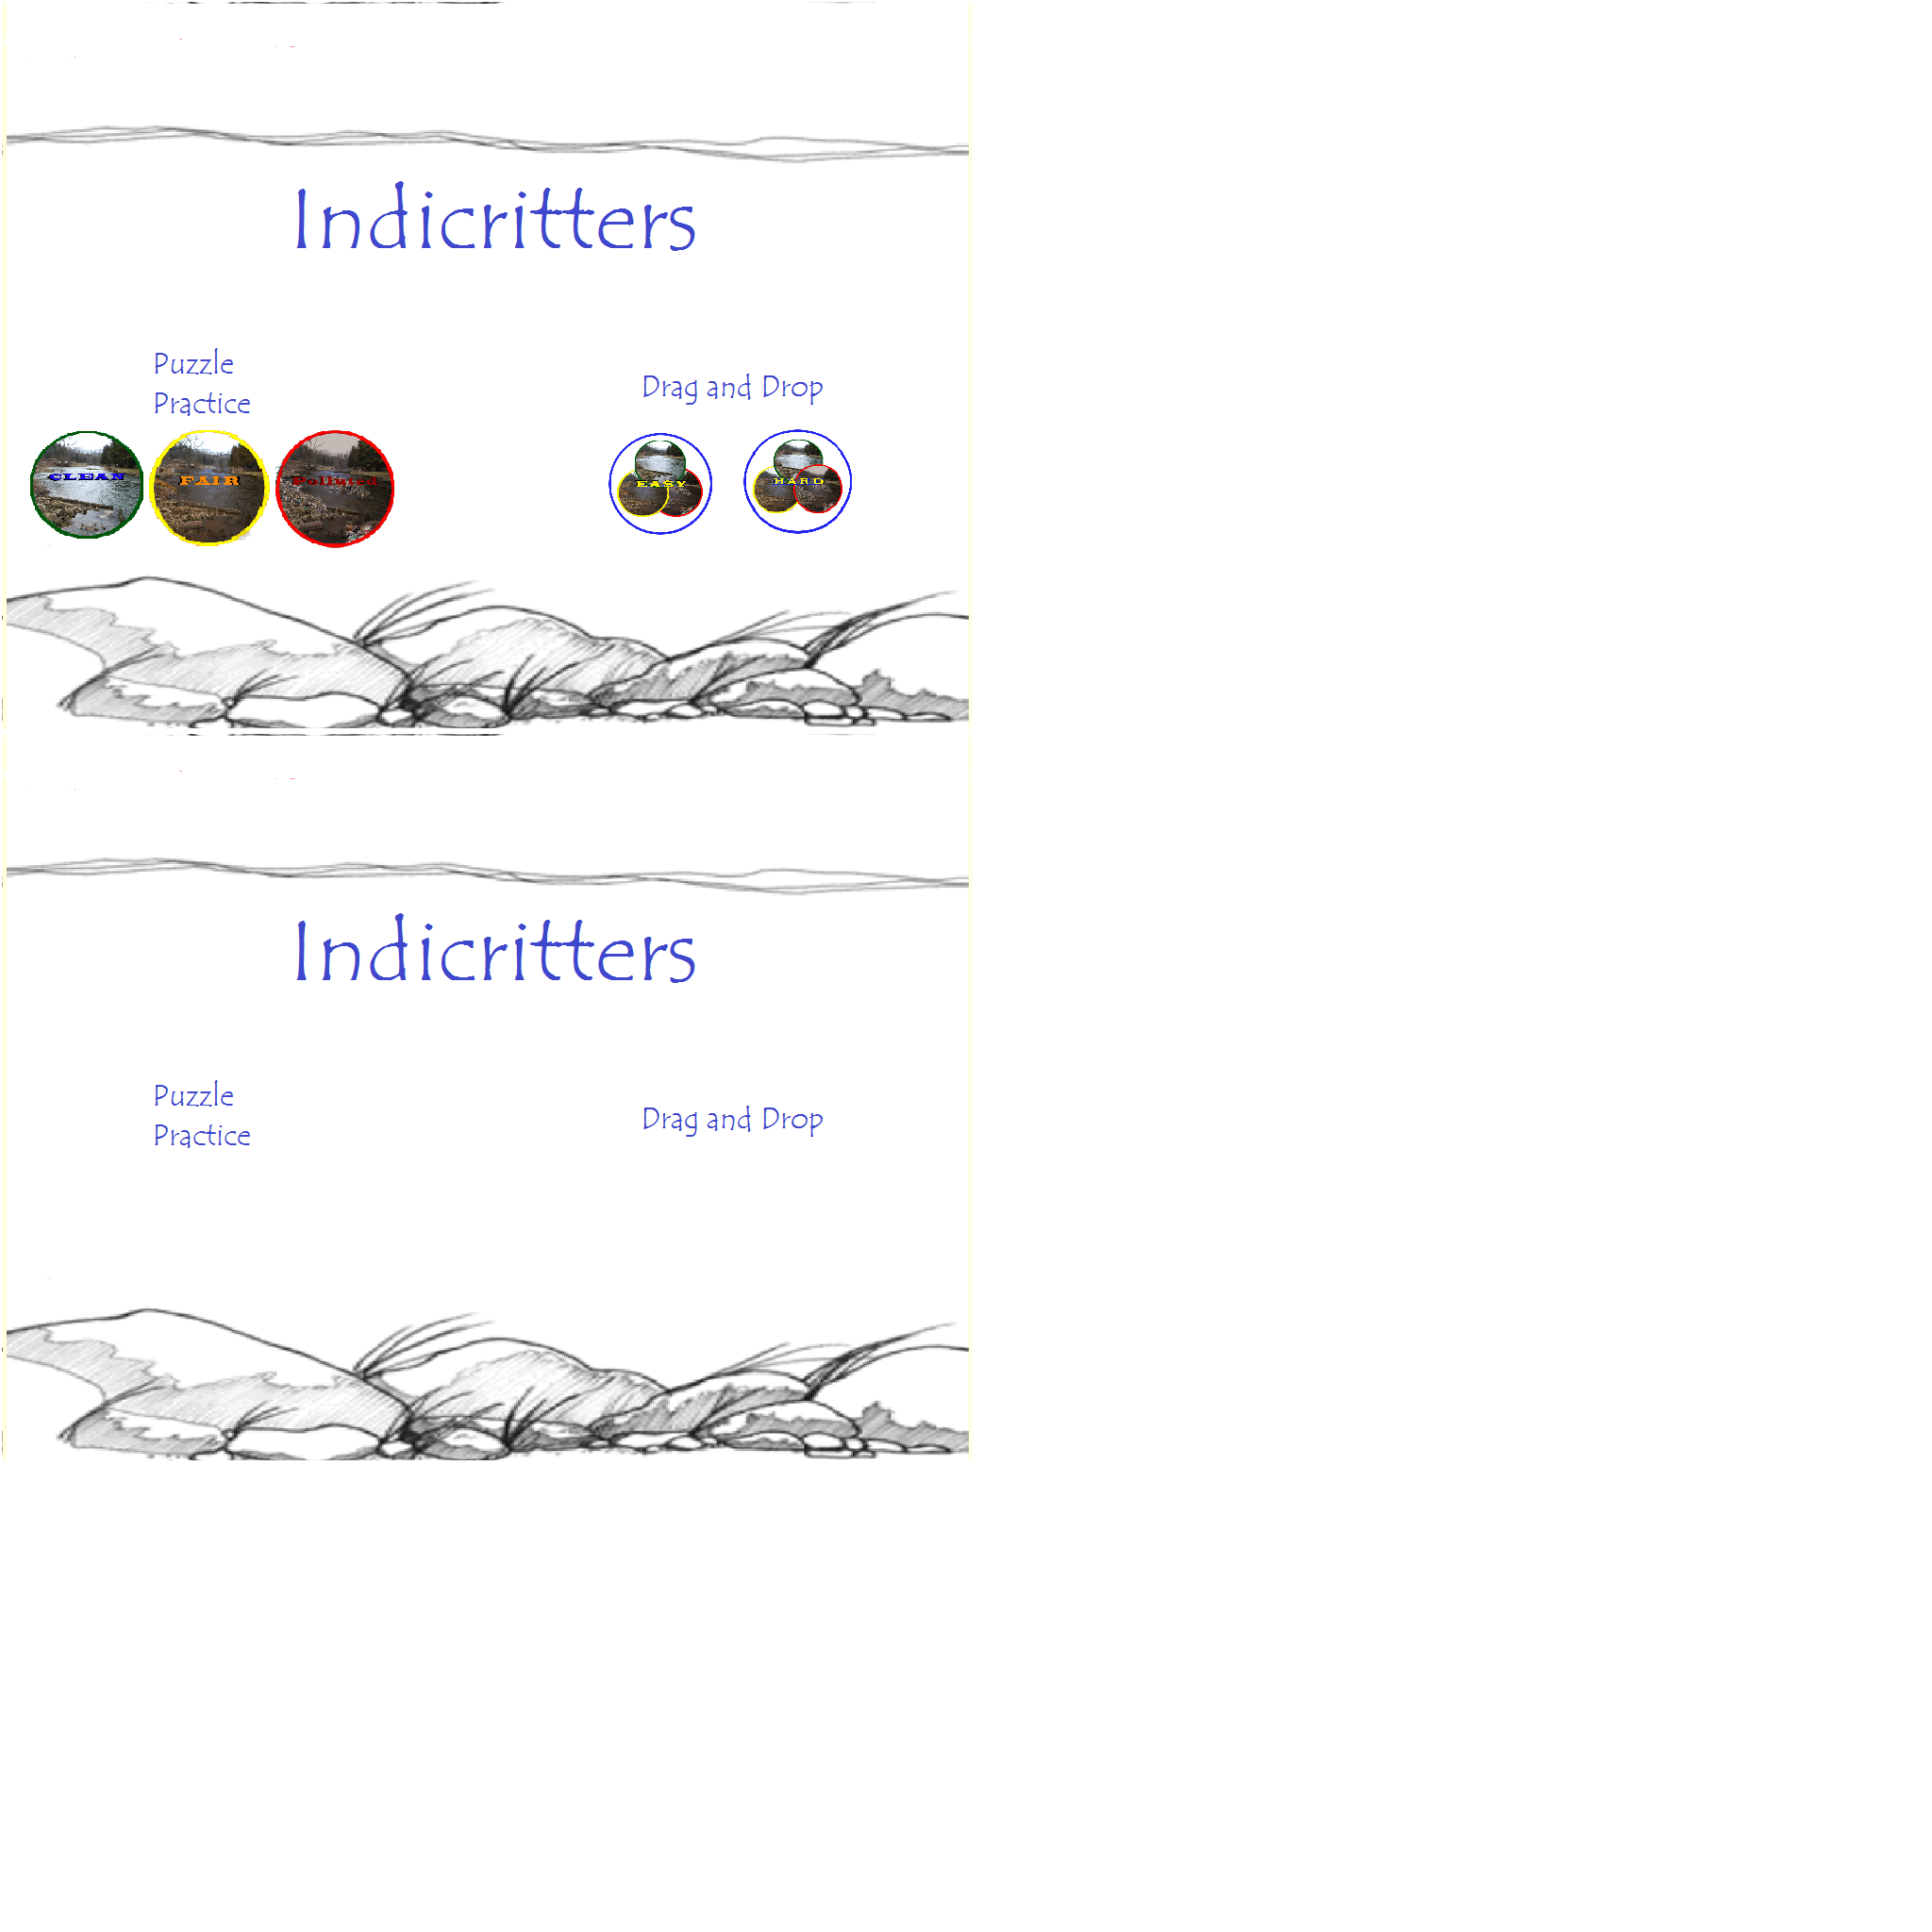 Indicritters
Puzzle
Practice
Drag and Drop
CLEAN
FAIR
Polluted
EASY
HARD
Indicritters
Puzzle
Practice
Drag and Drop